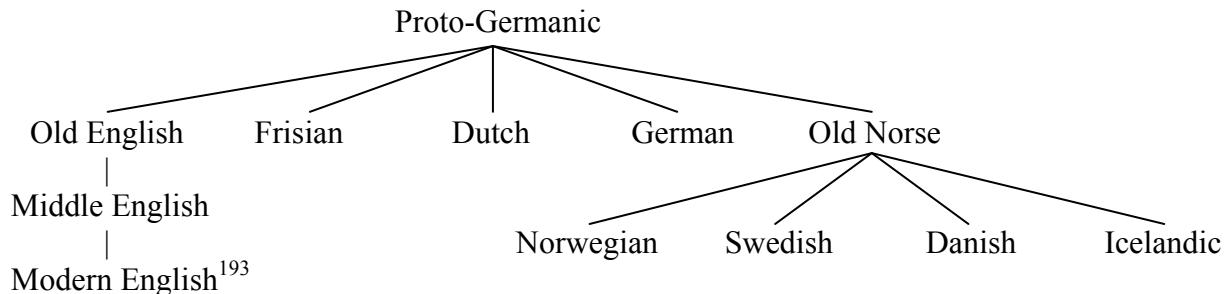 Proto-Germanic
Old English Frisian Dutch German Old Norse
Middle English
Norwegian Swedish Danish Icelandic
Modern English193